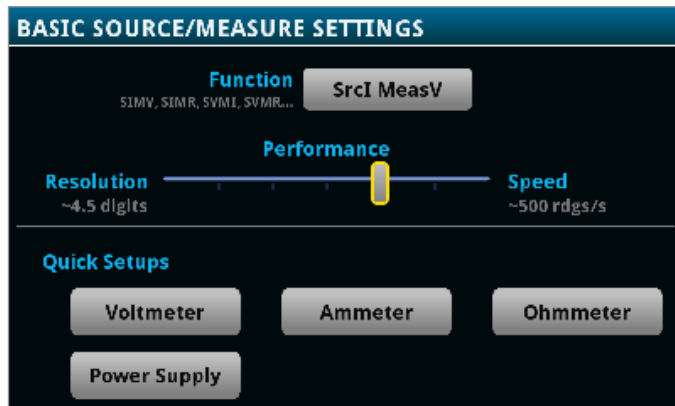 BASIC SOURCE/MEASURE SETTINGS
Function
SIMV, SIMR, SVMI, SVMR...
SrcI MeasV
Performance
Resolution
~4.5 digits
Speed
~500 rdgs/s
Quick Setups
Voltmeter Ammeter Ohmmeter
Power Supply